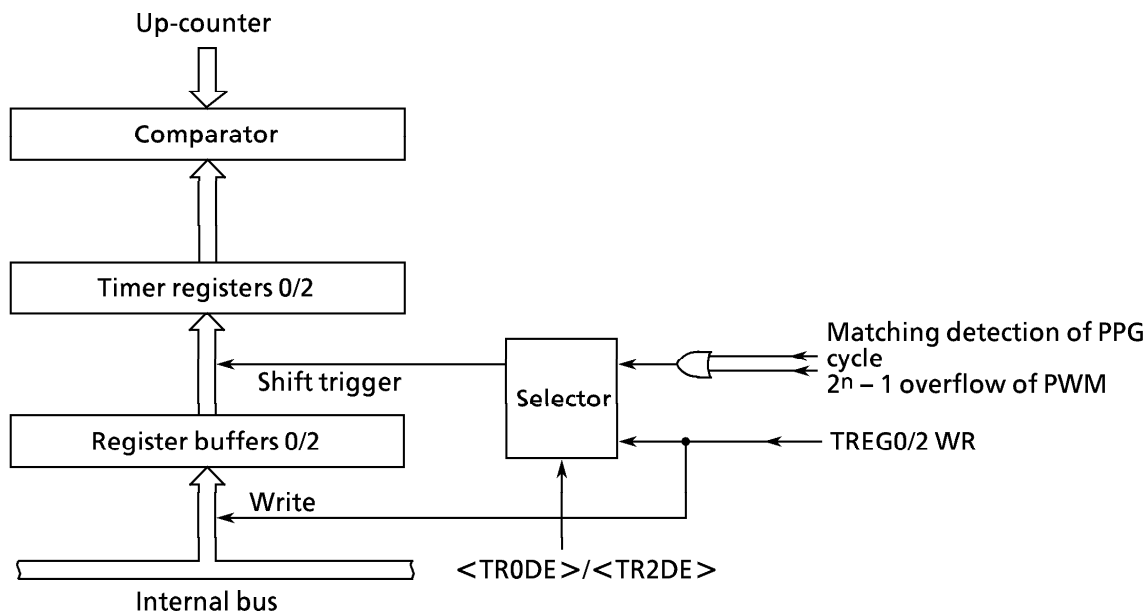 Up-counter
Comparator
Timer registers 0/2
Matching detection of PPG
cycle
Shift trigger
2ⁿ – 1 overflow of PWM
Selector
Register buffers 0/2
TREG0/2 WR
Write
<TR0DE>/<TR2DE>
Internal bus